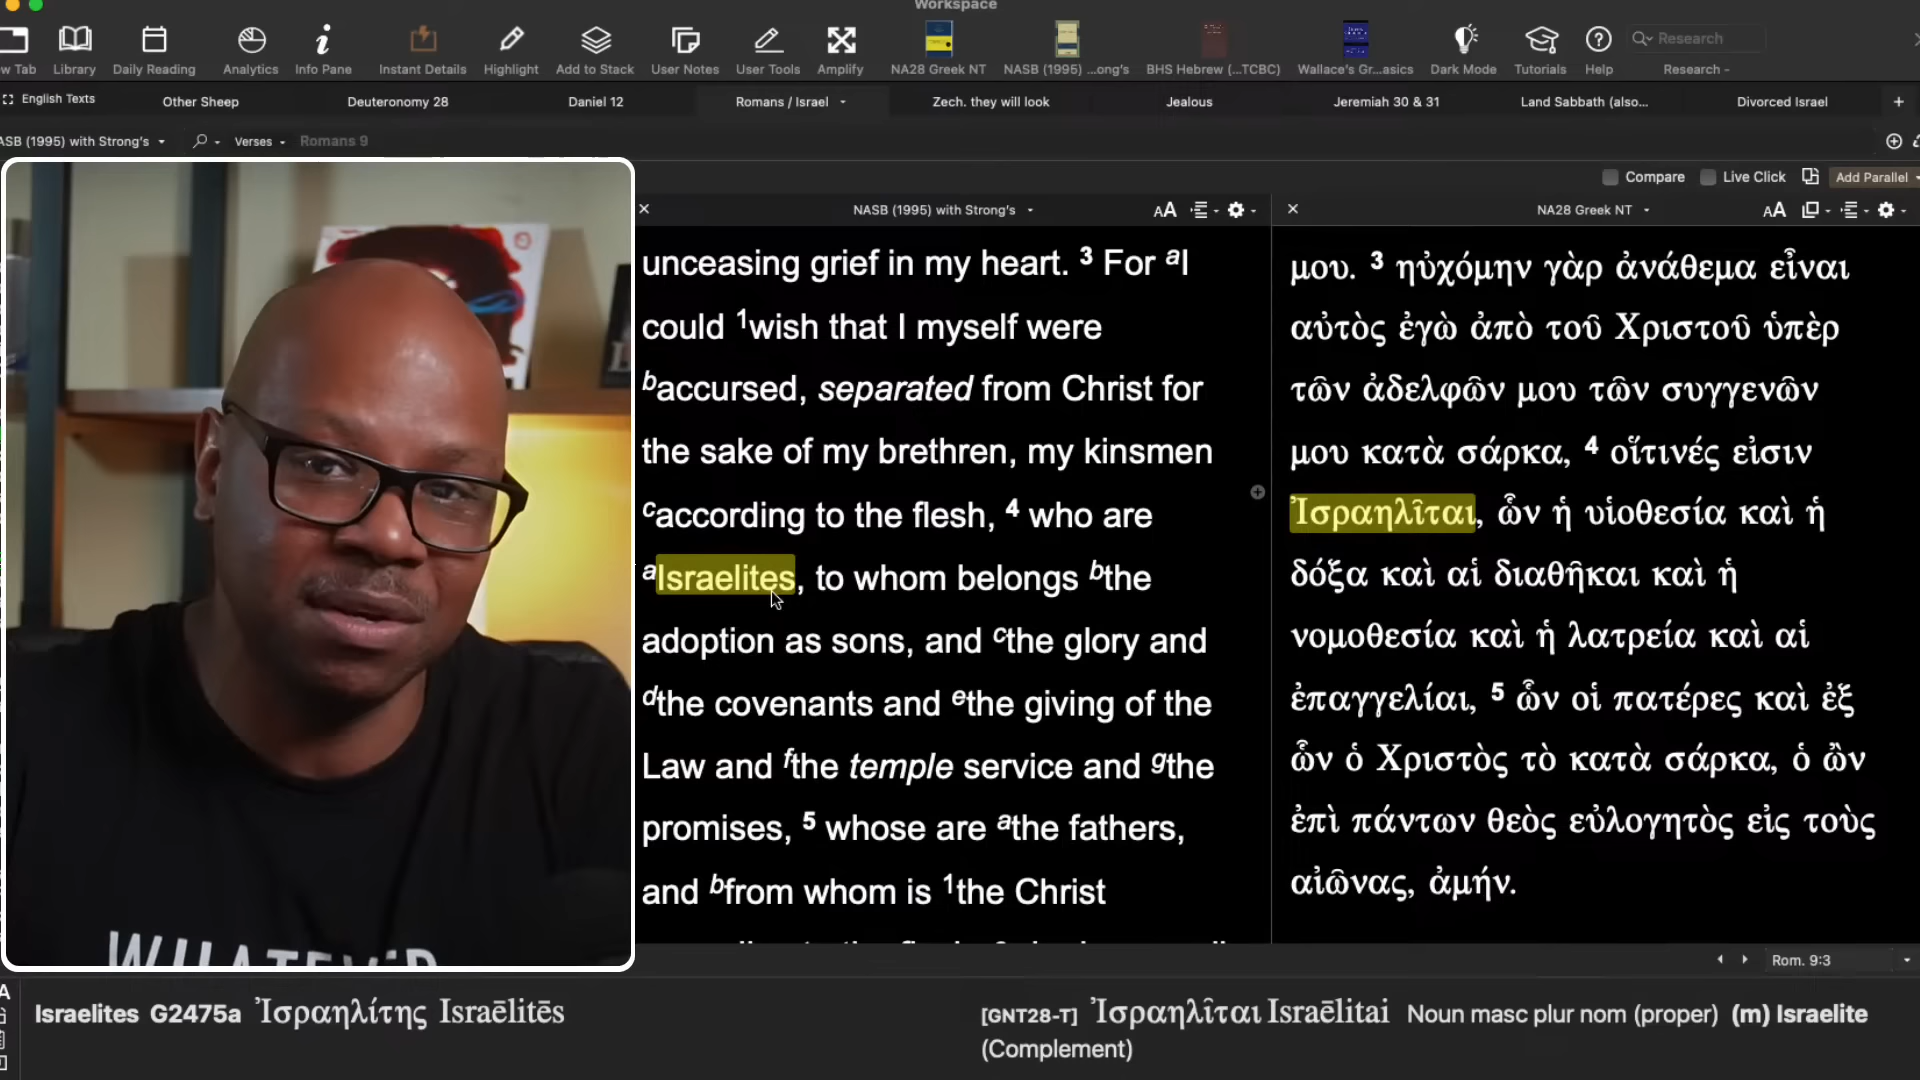 Workspace
w Tab
Library
Daily Reading
Analytics
Info Pane
Instant Details
Highlight
Add to Stack
User Notes
User Tools
Amplify
NA28 Greek NT
NASB (1995) ...ong's
BHS Hebrew (...TCBC)
Wallace's Gr...asics
Dark Mode
Tutorials
Help
Research
Research
English Texts
Other Sheep
Deuteronomy 28
Daniel 12
Romans / Israel
Zech. they will look
Jealous
Jeremiah 30 & 31
Land Sabbath (also...
Divorced Israel
+
ASB (1995) with Strong's
Verses
Romans 9
Compare
Live Click
Add Parallel
NASB (1995) with Strong's
AA
unceasing grief in my heart. 3 For aI
could 1wish that I myself were
baccursed, separated from Christ for
the sake of my brethren, my kinsmen
caccording to the flesh, 4 who are
aIsraelites, to whom belongs bthe
adoption as sons, and cthe glory and
dthe covenants and ethe giving of the
Law and fthe temple service and gthe
promises, 5 whose are athe fathers,
and bfrom whom is 1the Christ
NA28 Greek NT
AA
μου. 3 ηὐχόμην γὰρ ἀνάθεμα εἶναι
αὐτὸς ἐγὼ ἀπὸ τοῦ Χριστοῦ ὑπὲρ
τῶν ἀδελφῶν μου τῶν συγγενῶν
μου κατὰ σάρκα, 4 οἵτινές εἰσιν
Ἰσραηλῖται, ὧν ἡ υἱοθεσία καὶ ἡ
δόξα καὶ αἱ διαθῆκαι καὶ ἡ
νομοθεσία καὶ ἡ λατρεία καὶ αἱ
ἐπαγγελίαι, 5 ὧν οἱ πατέρες καὶ ἐξ
ὧν ὁ Χριστὸς τὸ κατὰ σάρκα, ὁ ὢν
ἐπὶ πάντων θεὸς εὐλογητὸς εἰς τοὺς
αἰῶνας, ἀμήν.
Rom. 9:3
Israelites G2475a Ἰσραηλίτης Israēlitēs
[GNT28-T] Ἰσραηλῖται Israēlitai Noun masc plur nom (proper) (m) Israelite
(Complement)